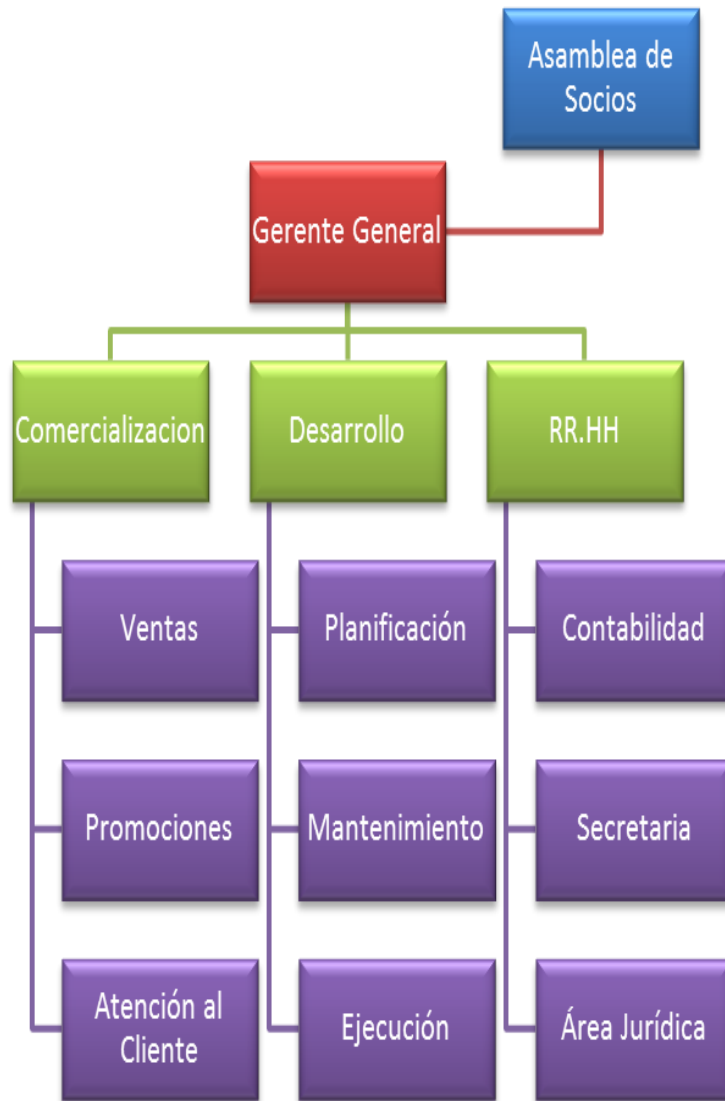 Asamblea de
Socios
Gerente General
Comercializacion
Desarrollo
RR.HH
Ventas
Planificación
Contabilidad
Promociones
Mantenimiento
Secretaria
Atención al
Cliente
Ejecución
Área Jurídica